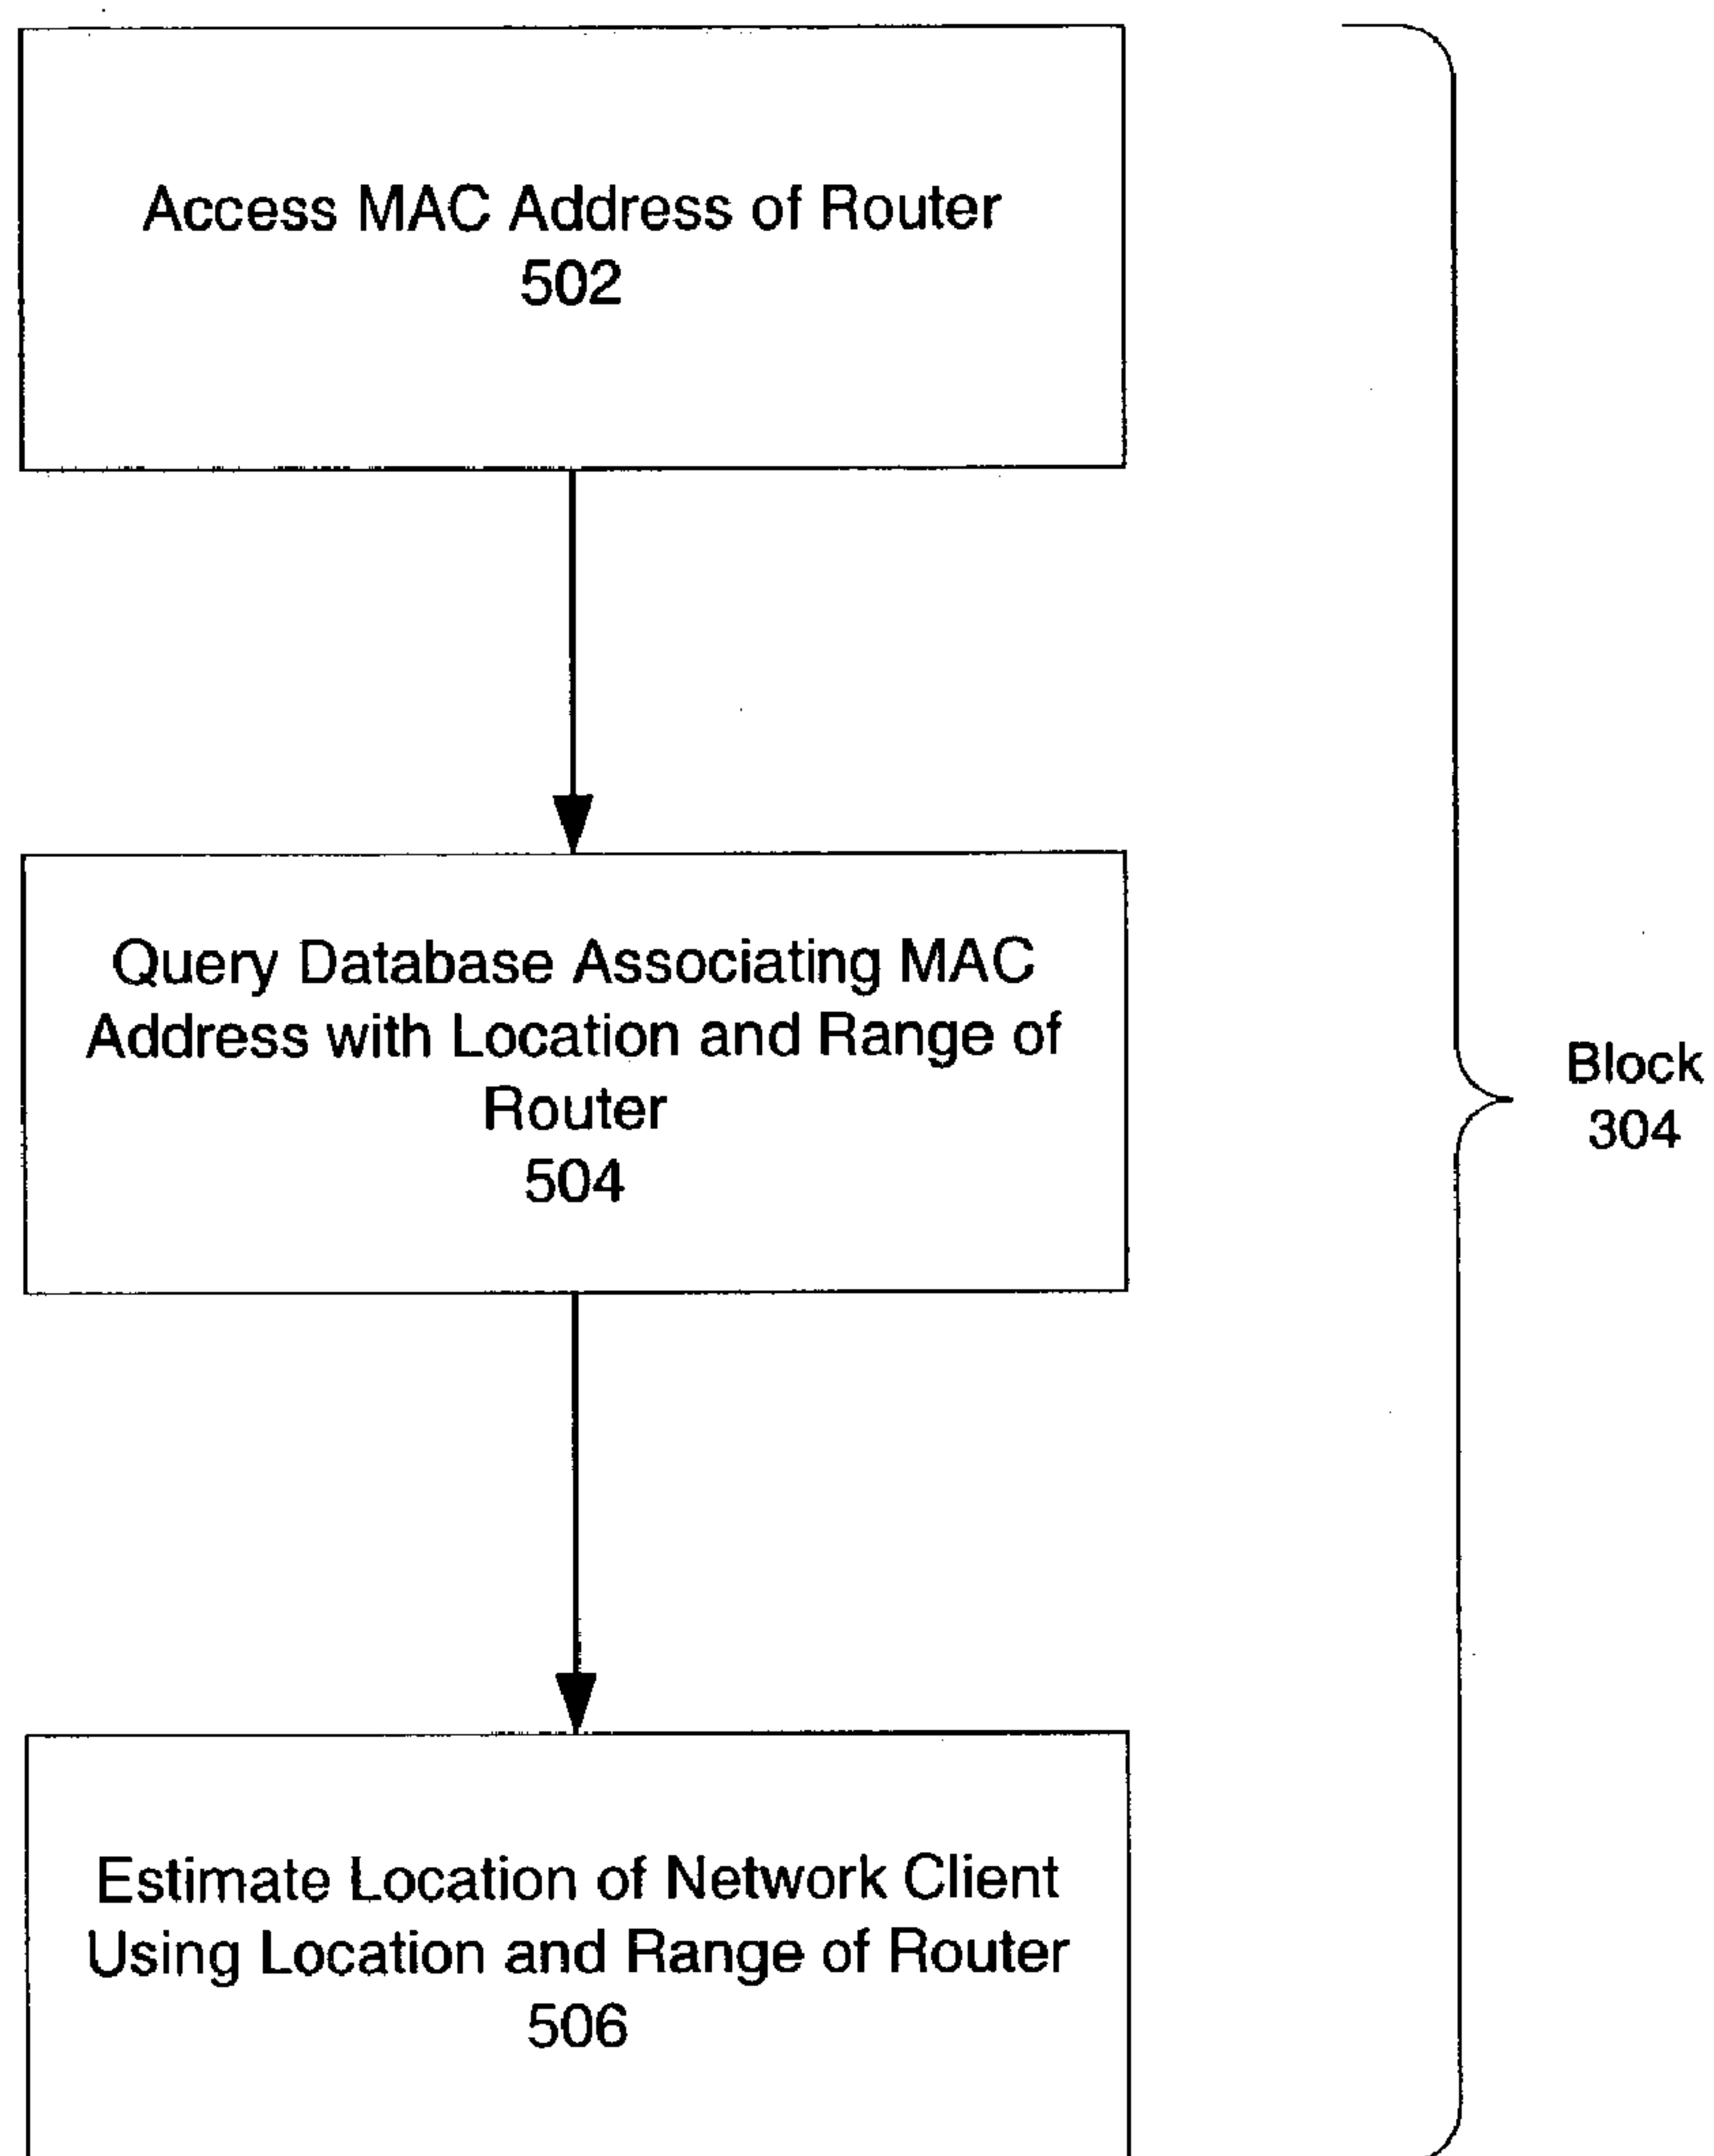 Access MAC Address of Router
502
Query Database Associating MAC
Address with Location and Range of
Router
504
Block
304
Estimate Location of Network Client
Using Location and Range of Router
506